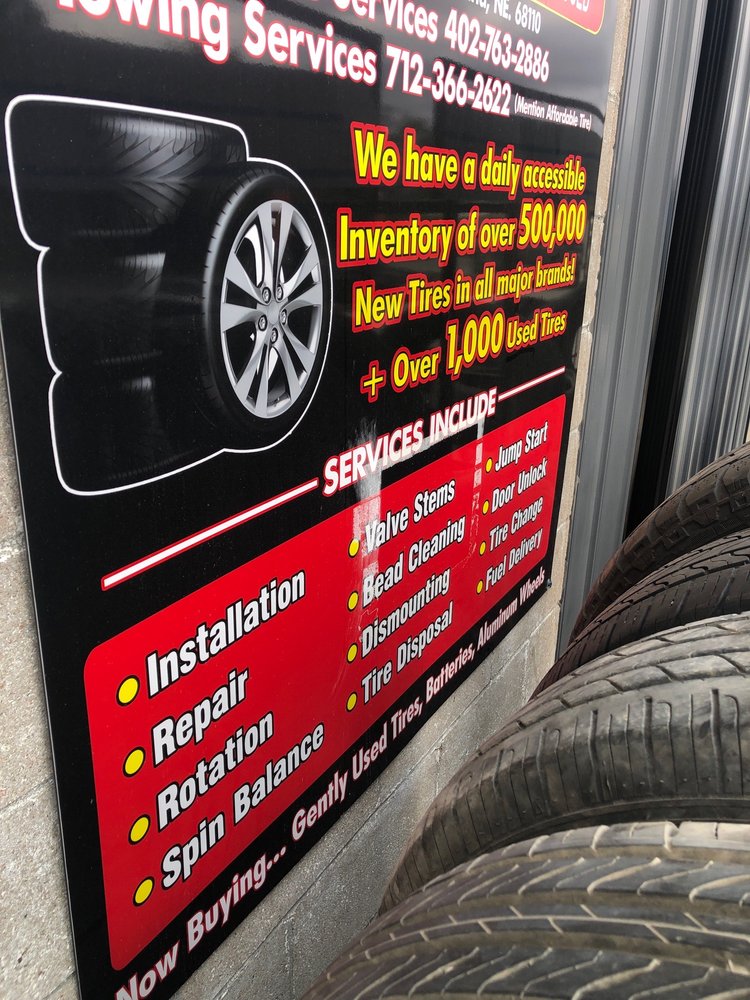 NE. 68110
Services 402-763-2886
Towing Services 712-366-2622 (Mention Affordable Tire)
We have a daily accessible
Inventory of over 500,000
New Tires in all major brands!
+ Over 1,000 Used Tires
SERVICES INCLUDE
Installation
Repair
Rotation
Spin Balance
Valve Stems
Bead Cleaning
Dismounting
Tire Disposal
Jump Start
Door Unlock
Tire Change
Fuel Delivery
Now Buying... Gently Used Tires, Batteries, Aluminum Wheels